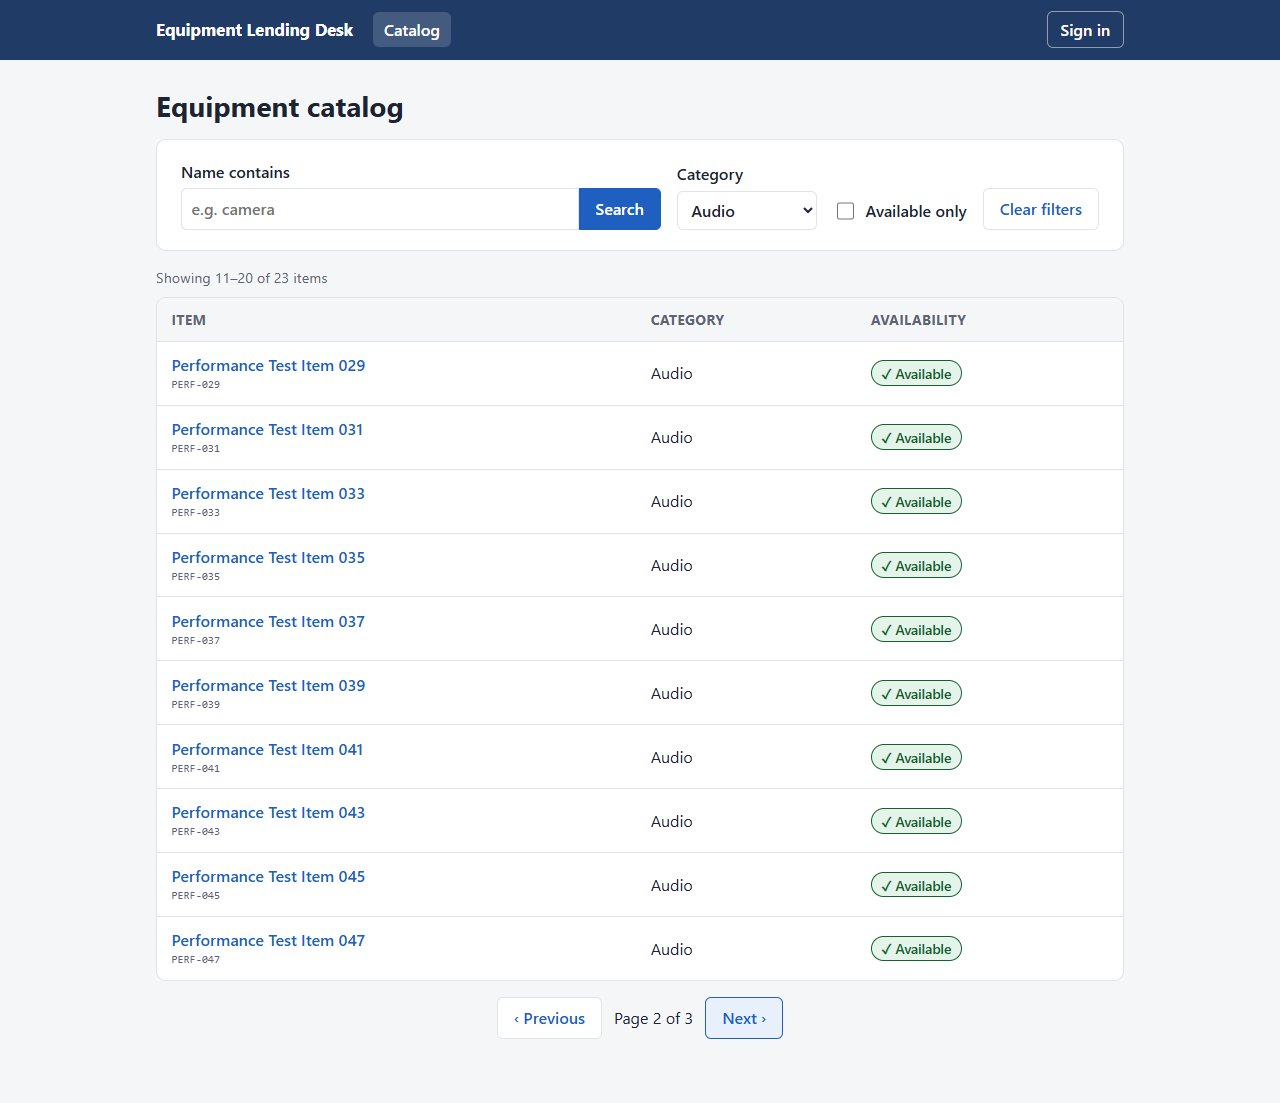 Equipment Lending Desk
Catalog
Sign in
Equipment catalog
Name contains
Category
e.g. camera
Search
Audio
Available only
Clear filters
Showing 11–20 of 23 items
ITEM CATEGORY AVAILABILITY
Performance Test Item 029
PERF-029
Audio
✓ Available
Performance Test Item 031
PERF-031
Audio
✓ Available
Performance Test Item 033
PERF-033
Audio
✓ Available
Performance Test Item 035
PERF-035
Audio
✓ Available
Performance Test Item 037
PERF-037
Audio
✓ Available
Performance Test Item 039
PERF-039
Audio
✓ Available
Performance Test Item 041
PERF-041
Audio
✓ Available
Performance Test Item 043
PERF-043
Audio
✓ Available
Performance Test Item 045
PERF-045
Audio
✓ Available
Performance Test Item 047
PERF-047
Audio
✓ Available
‹ Previous
Page 2 of 3
Next ›